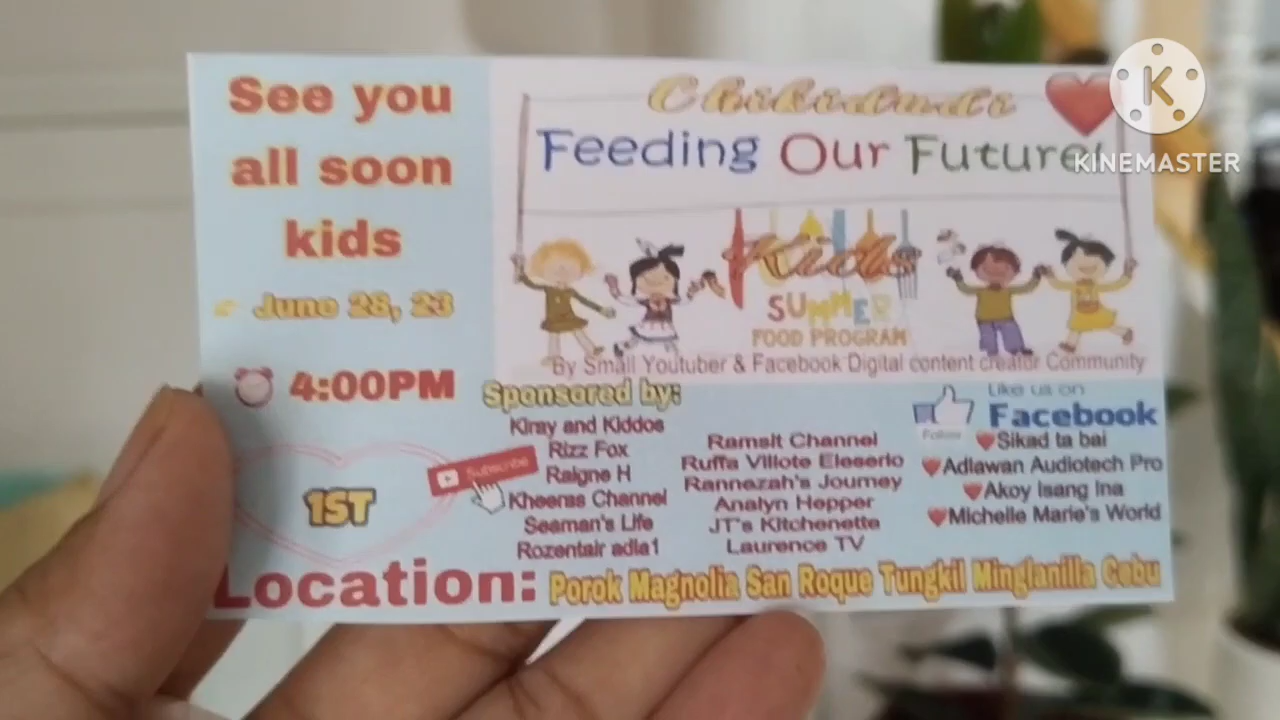 See you
all soon
kids
June 28, 23
4:00PM
1ST
Chikidudi
Feeding Our Future!
Kids
SUMMER
FOOD PROGRAM
By Small Youtuber & Facebook Digital content creator Community
Sponsored by:
Kiray and Kiddos
Rizz Fox
Raigne H
Kheeras Channel
Seaman's Life
Rozentair adia1
Subscribe
Ramsit Channel
Ruffa Villote Eleserio
Rannezah's Journey
Analyn Hepper
JT's Kitchenette
Laurence TV
Like us on
Facebook
Follow
Sikad ta bai
Adlawan Audiotech Pro
Akoy Isang Ina
Michelle Marie's World
Location: Porok Magnolia San Roque Tungkil Minglanilla Cebu
K
KINEMASTER